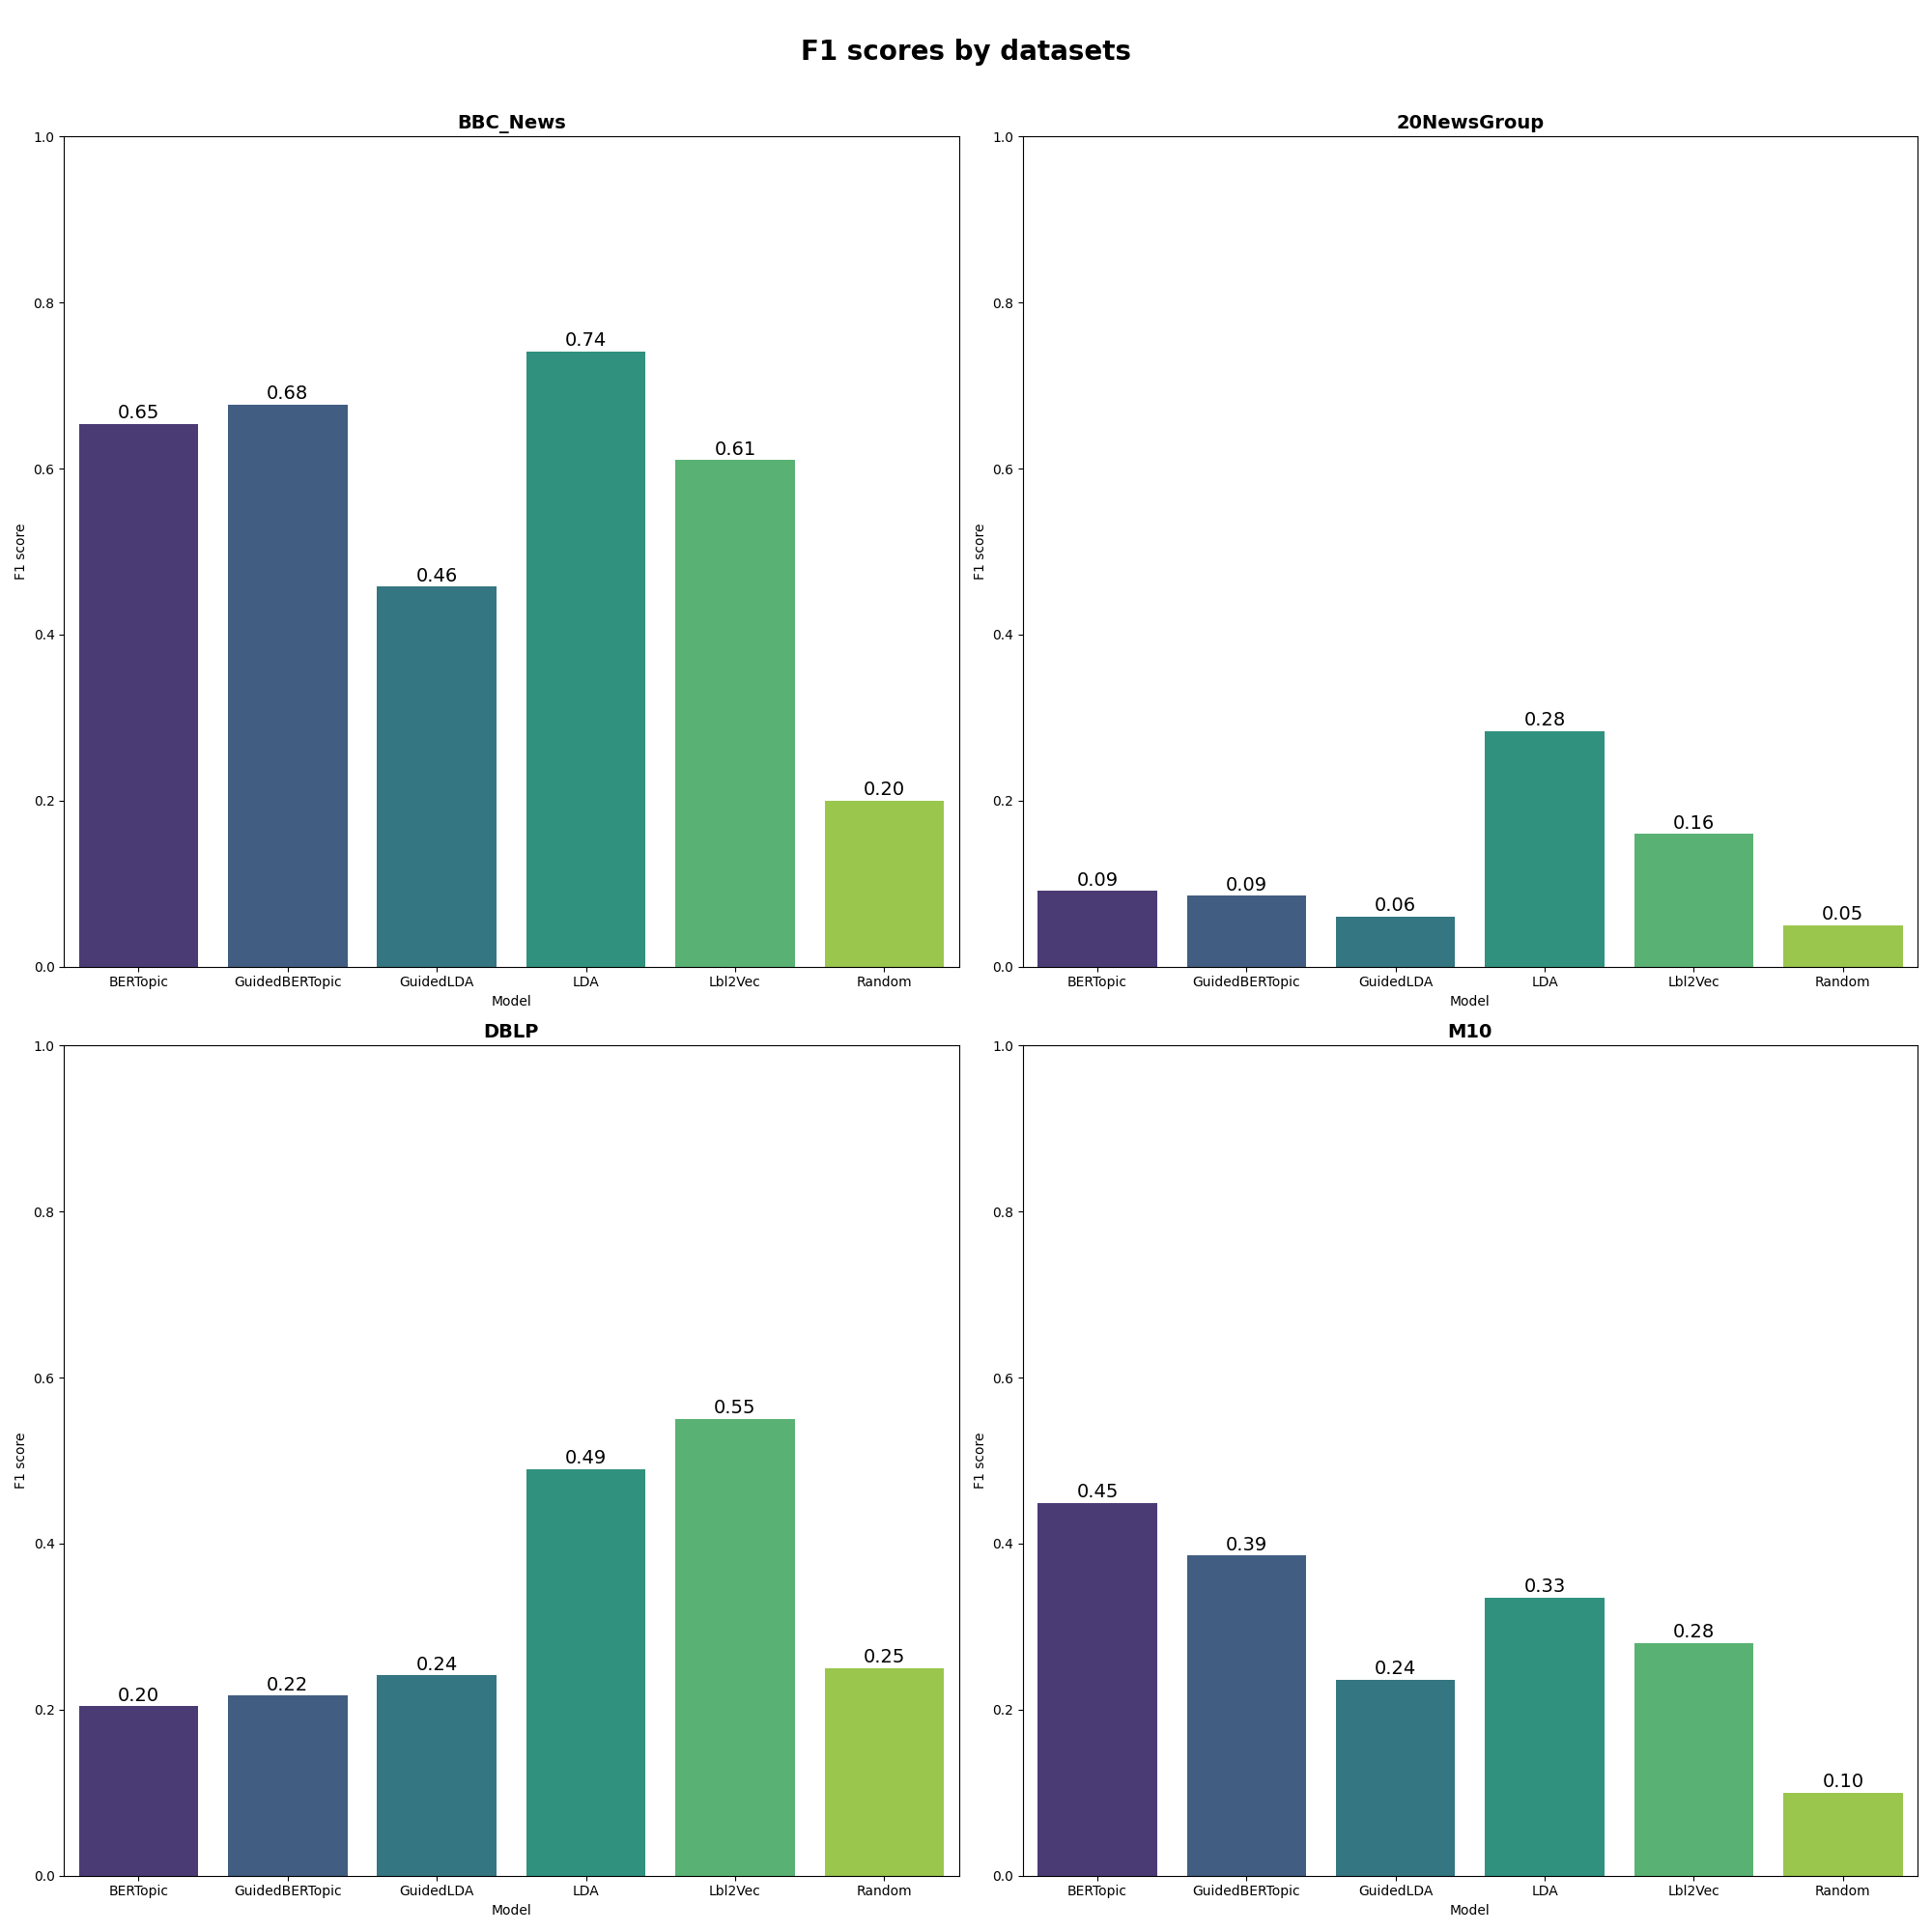 F1 scores by datasets
BBC_News
1.0
0.8
0.6
0.4
0.2
0.0
F1 score
0.65
0.68
0.46
0.74
0.61
0.20
BERTopic GuidedBERTopic GuidedLDA LDA Lbl2Vec Random
Model
20NewsGroup
1.0
0.8
0.6
0.4
0.2
0.0
F1 score
0.09
0.09
0.06
0.28
0.16
0.05
BERTopic GuidedBERTopic GuidedLDA LDA Lbl2Vec Random
Model
DBLP
1.0
0.8
0.6
0.4
0.2
0.0
F1 score
0.20
0.22
0.24
0.49
0.55
0.25
BERTopic GuidedBERTopic GuidedLDA LDA Lbl2Vec Random
Model
M10
1.0
0.8
0.6
0.4
0.2
0.0
F1 score
0.45
0.39
0.24
0.33
0.28
0.10
BERTopic GuidedBERTopic GuidedLDA LDA Lbl2Vec Random
Model